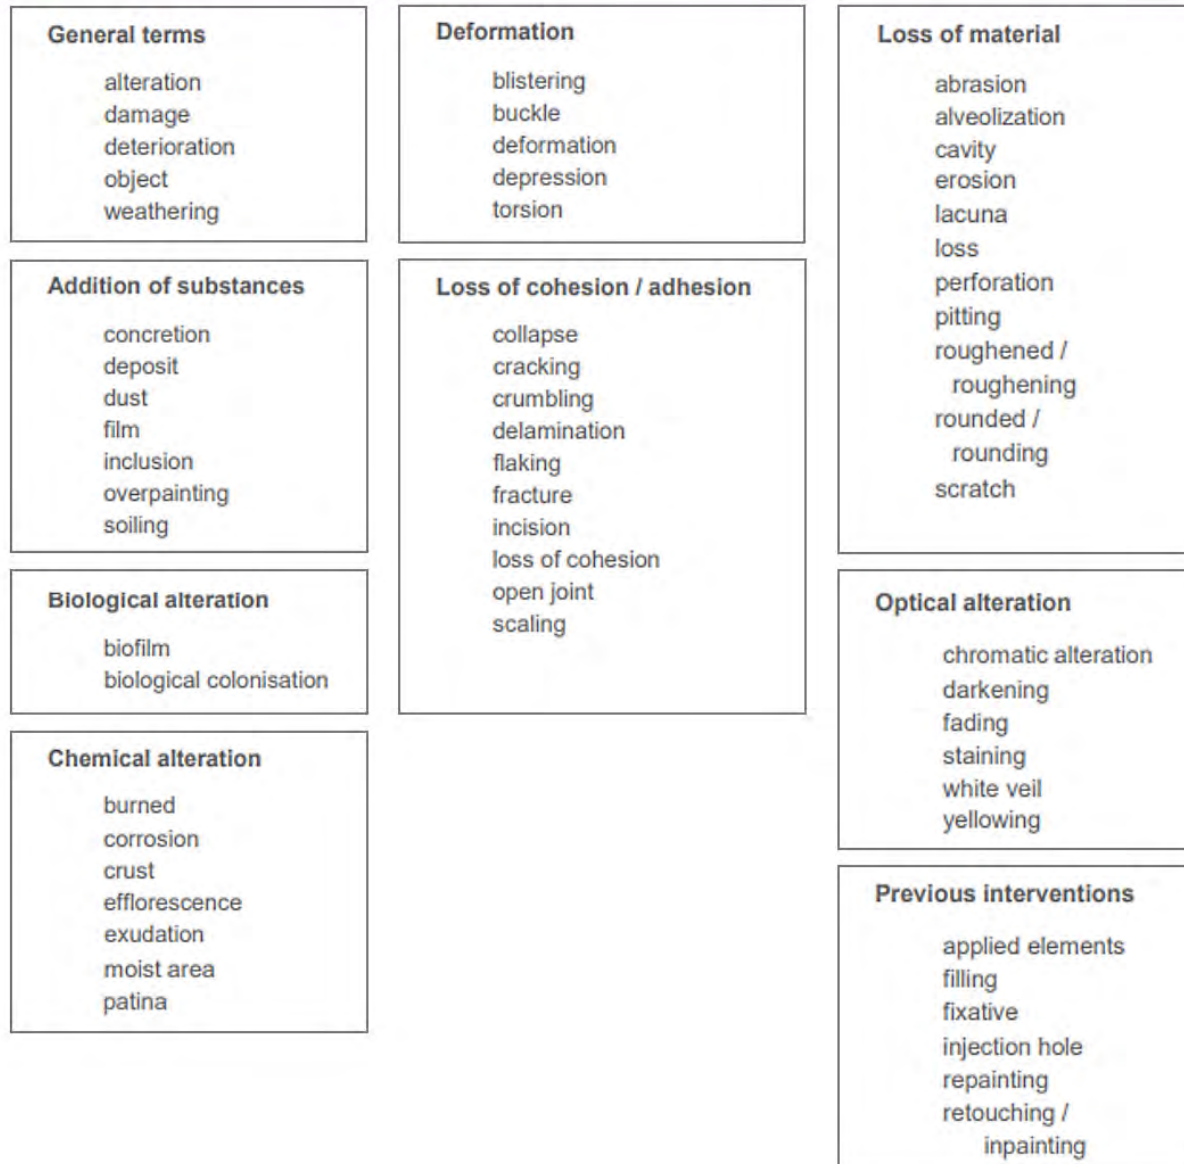 General terms
alteration
damage
deterioration
object
weathering
Addition of substances
concretion
deposit
dust
film
inclusion
overpainting
soiling
Biological alteration
biofilm
biological colonisation
Chemical alteration
burned
corrosion
crust
efflorescence
exudation
moist area
patina
Deformation
blistering
buckle
deformation
depression
torsion
Loss of cohesion / adhesion
collapse
cracking
crumbling
delamination
flaking
fracture
incision
loss of cohesion
open joint
scaling
Loss of material
abrasion
alveolization
cavity
erosion
lacuna
loss
perforation
pitting
roughened /
roughening
rounded /
rounding
scratch
Optical alteration
chromatic alteration
darkening
fading
staining
white veil
yellowing
Previous interventions
applied elements
filling
fixative
injection hole
repainting
retouching /
inpainting